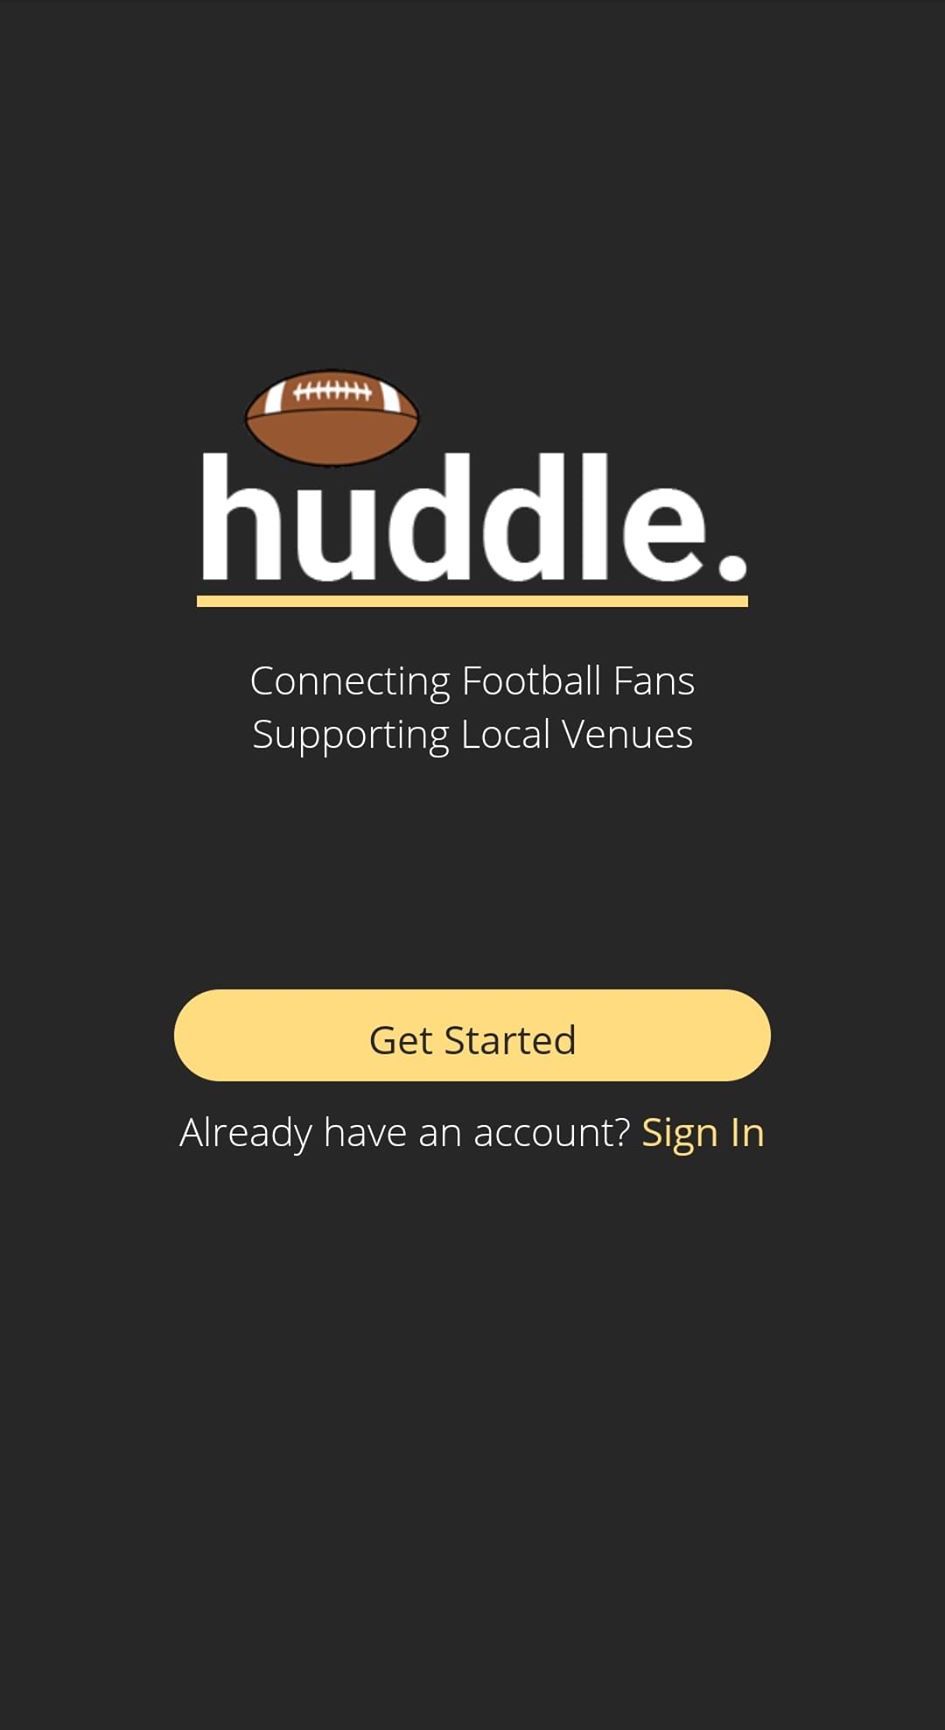 huddle.
Connecting Football Fans
Supporting Local Venues
Get Started
Already have an account? Sign In